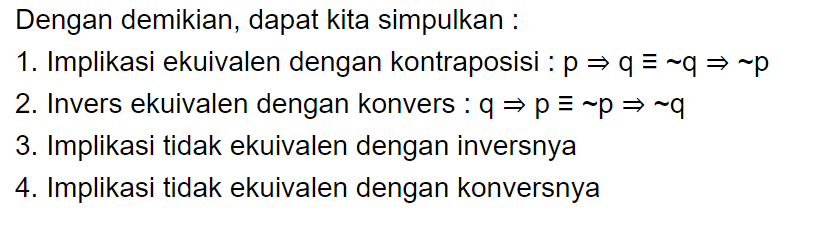 Dengan demikian, dapat kita simpulkan :
1. Implikasi ekuivalen dengan kontraposisi : p ⇒ q ≡ ~q ⇒ ~p
2. Invers ekuivalen dengan konvers : q ⇒ p ≡ ~p ⇒ ~q
3. Implikasi tidak ekuivalen dengan inversnya
4. Implikasi tidak ekuivalen dengan konversnya